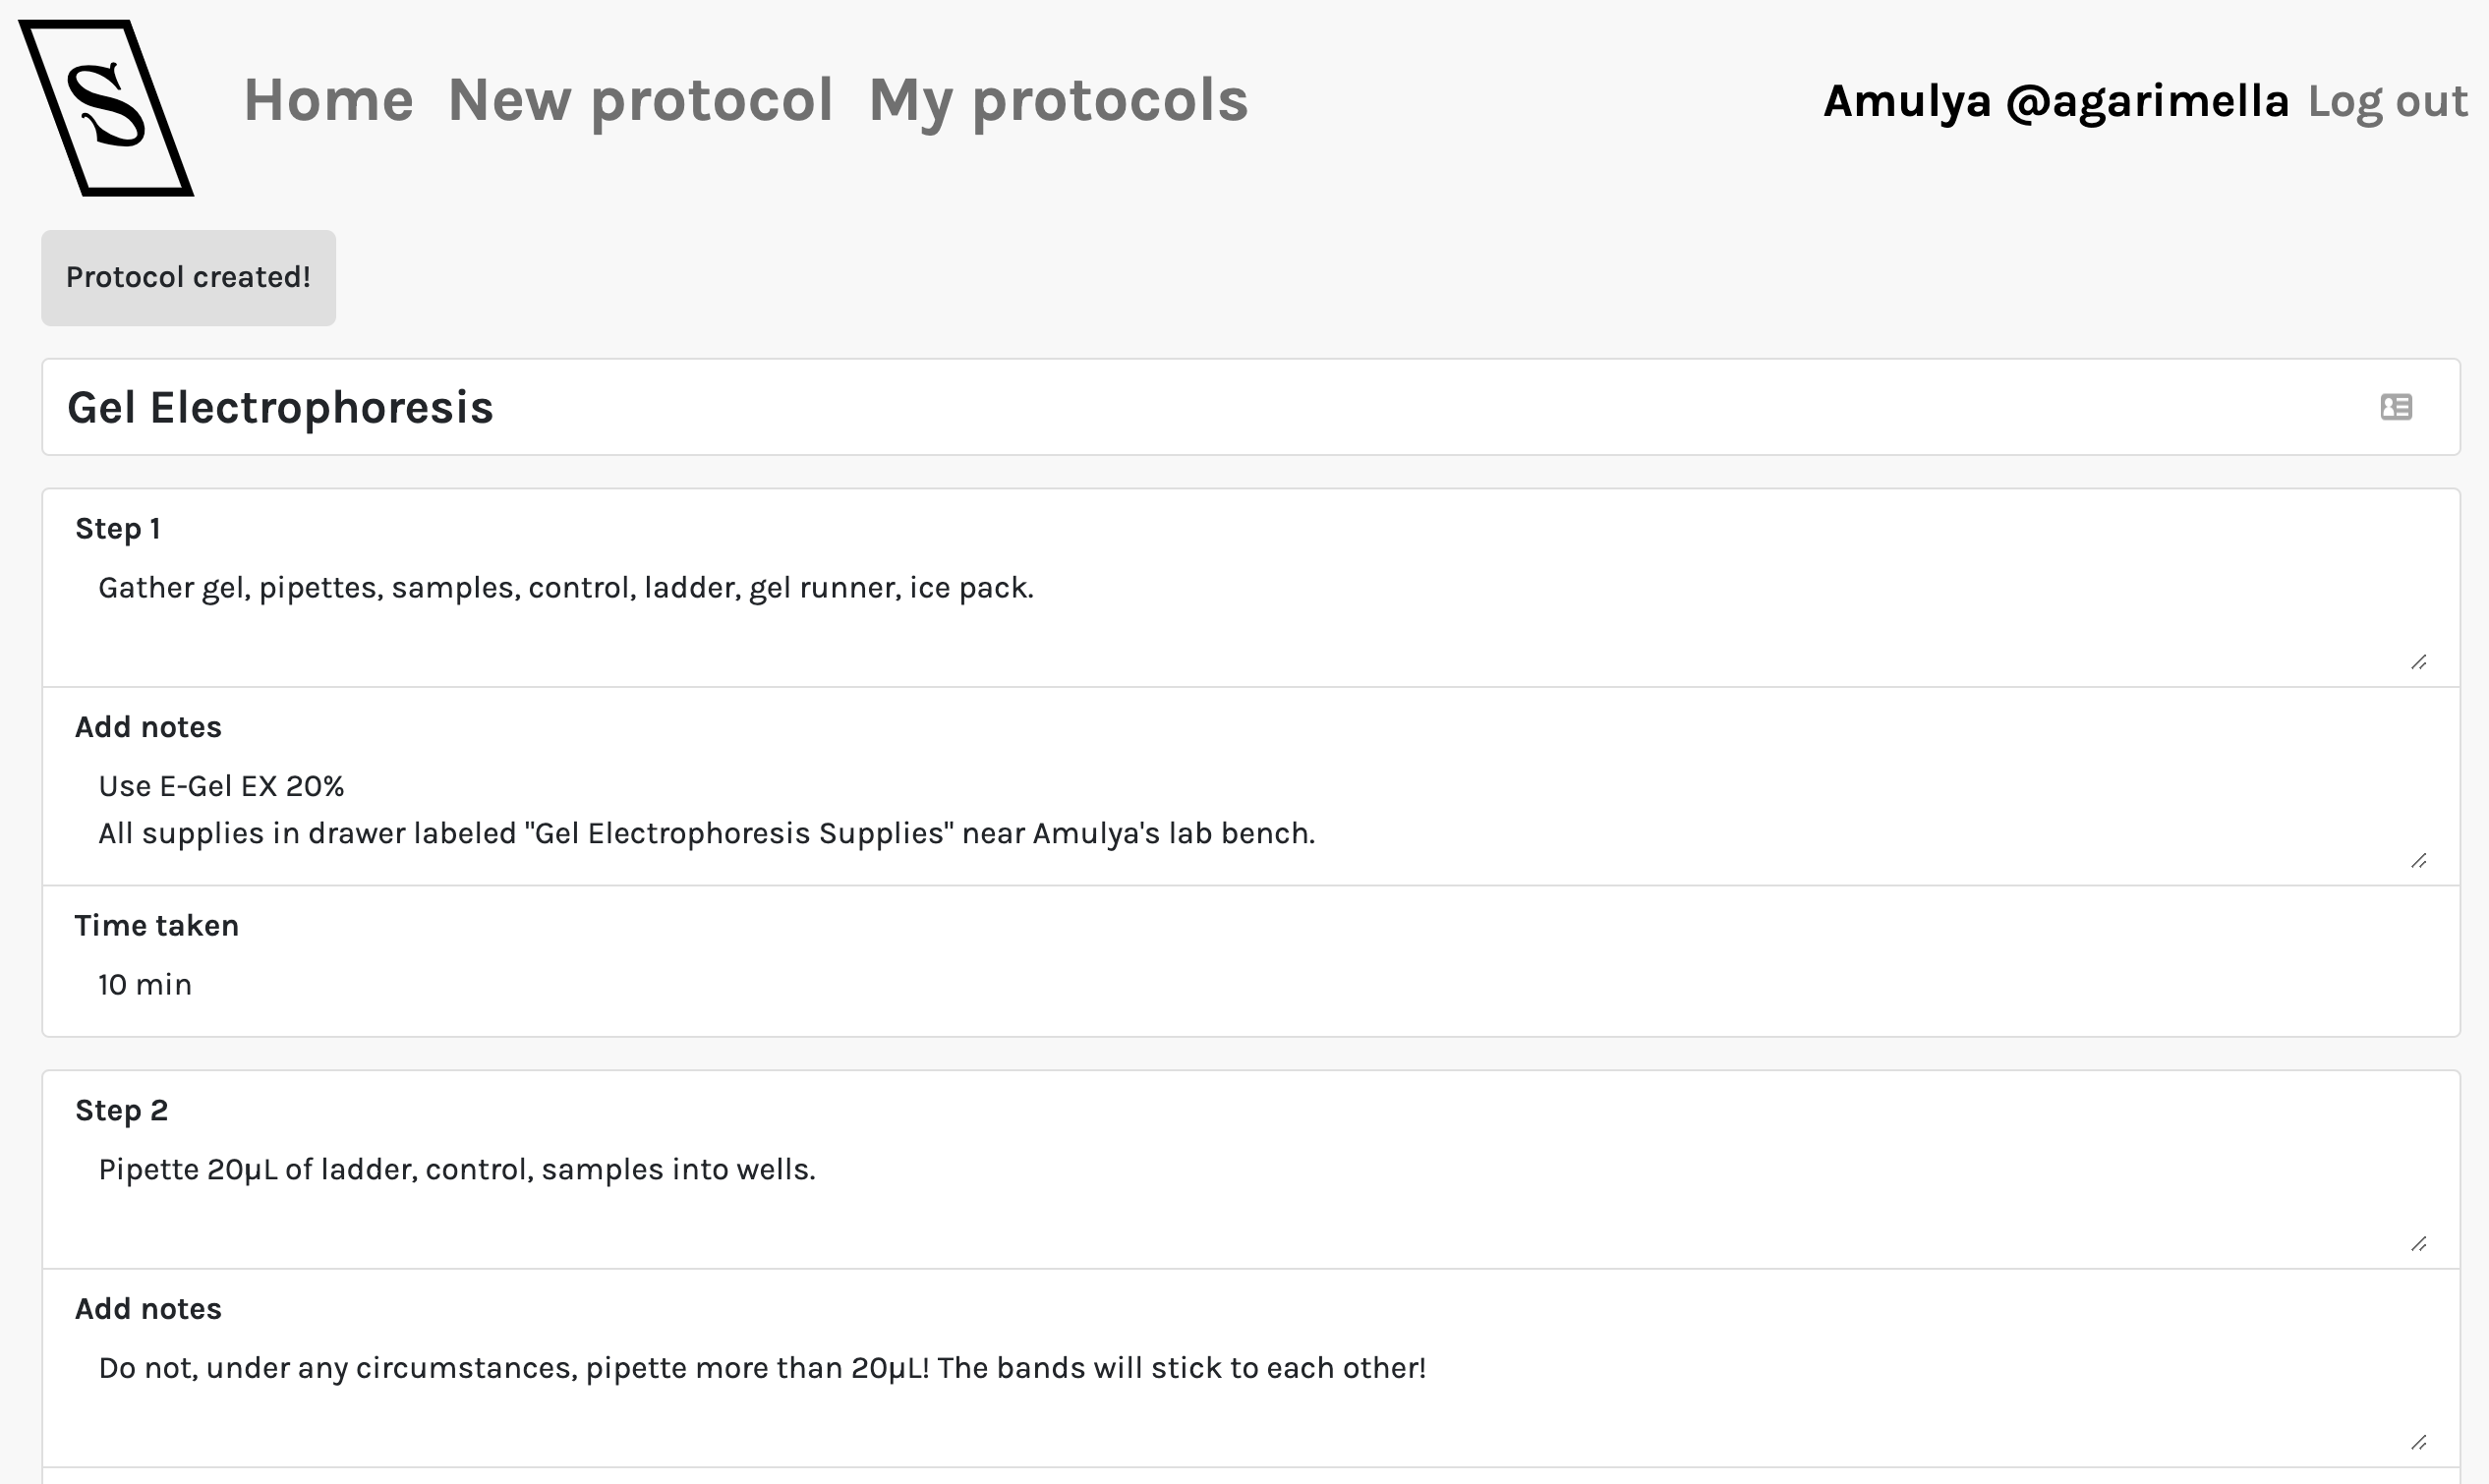 S
Home New protocol My protocols
Amulya @agarimella Log out
Protocol created!
Gel Electrophoresis
Step 1
Gather gel, pipettes, samples, control, ladder, gel runner, ice pack.
Add notes
Use E-Gel EX 20%
All supplies in drawer labeled "Gel Electrophoresis Supplies" near Amulya's lab bench.
Time taken
10 min
Step 2
Pipette 20µL of ladder, control, samples into wells.
Add notes
Do not, under any circumstances, pipette more than 20µL! The bands will stick to each other!